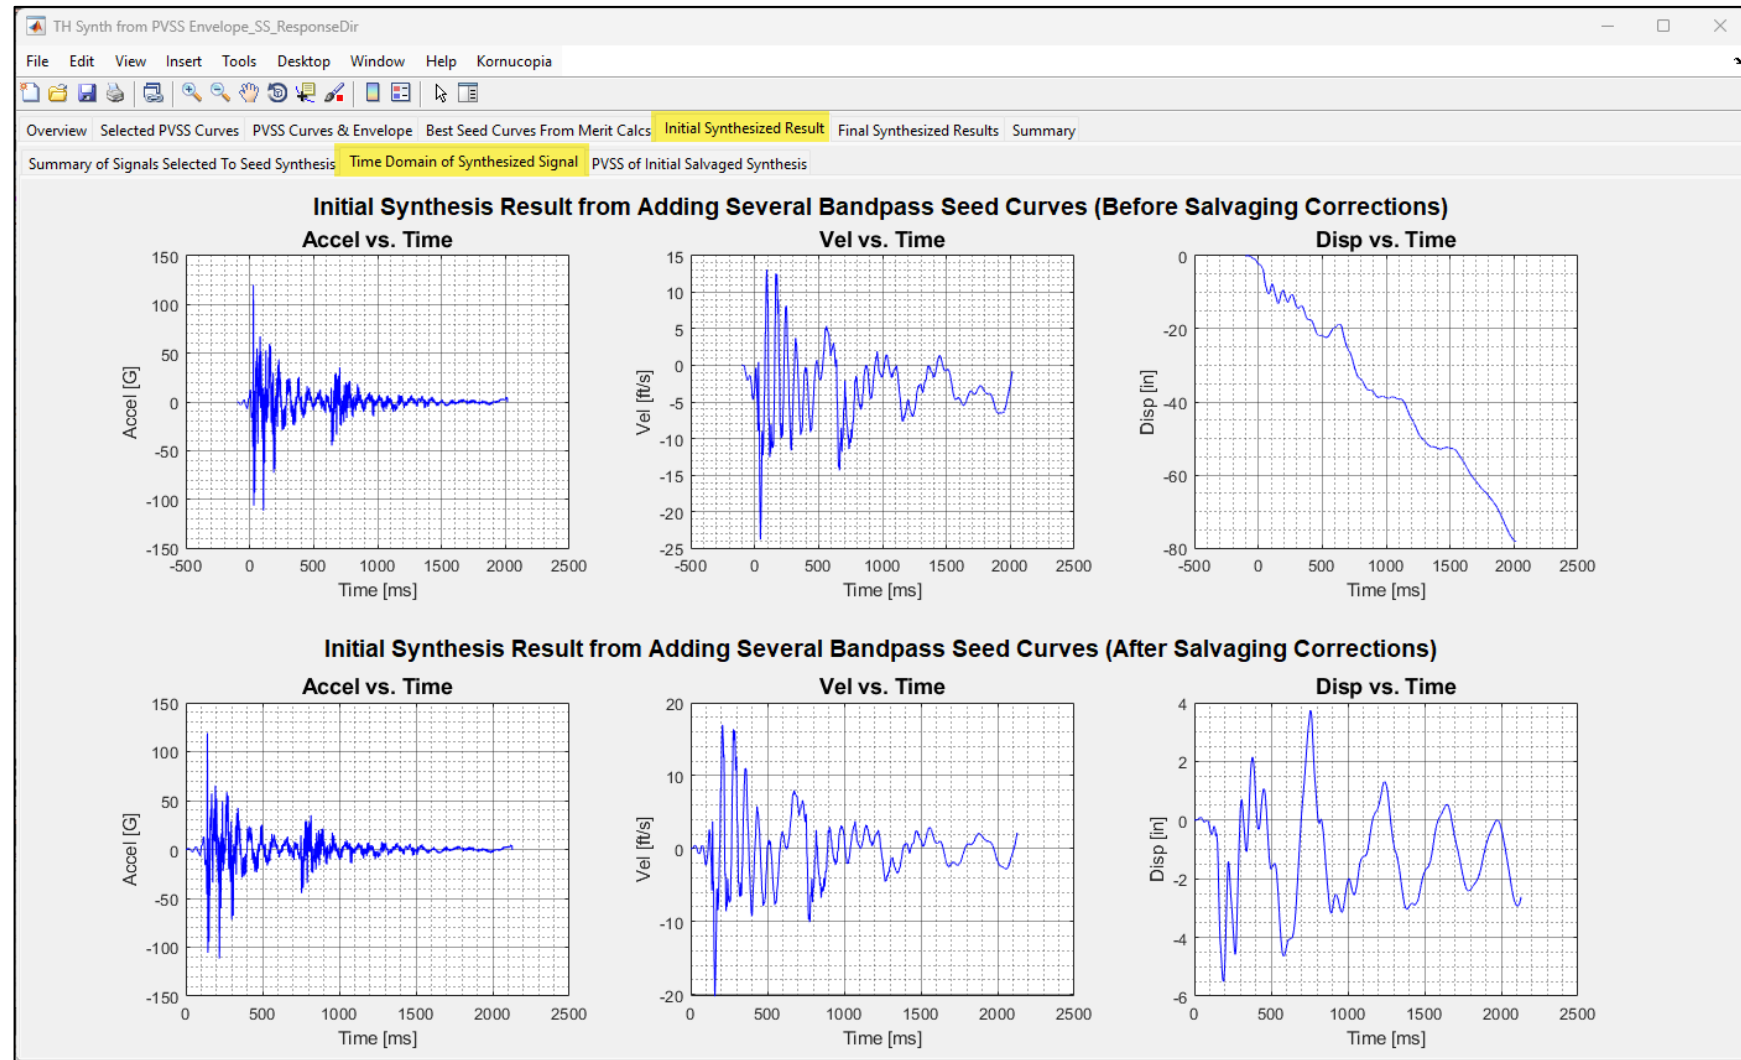 TH Synth from PVSS Envelope_SS_ResponseDir
File Edit View Insert Tools Desktop Window Help Kornucopia
Overview Selected PVSS Curves PVSS Curves & Envelope Best Seed Curves From Merit Calcs Initial Synthesized Result Final Synthesized Results Summary
Summary of Signals Selected To Seed Synthesis Time Domain of Synthesized Signal PVSS of Initial Salvaged Synthesis
Initial Synthesis Result from Adding Several Bandpass Seed Curves (Before Salvaging Corrections)
Accel vs. Time
150
100
50
0
-50
-100
-150
Accel [G]
-500 0 500 1000 1500 2000 2500
Time [ms]
Vel vs. Time
15
10
5
0
-5
-10
-15
-20
-25
Vel [ft/s]
-500 0 500 1000 1500 2000 2500
Time [ms]
Disp vs. Time
0
-20
-40
-60
-80
Disp [in]
-500 0 500 1000 1500 2000 2500
Time [ms]
Initial Synthesis Result from Adding Several Bandpass Seed Curves (After Salvaging Corrections)
Accel vs. Time
150
100
50
0
-50
-100
-150
Accel [G]
0 500 1000 1500 2000 2500
Time [ms]
Vel vs. Time
20
10
0
-10
-20
Vel [ft/s]
0 500 1000 1500 2000 2500
Time [ms]
Disp vs. Time
4
2
0
-2
-4
-6
Disp [in]
0 500 1000 1500 2000 2500
Time [ms]